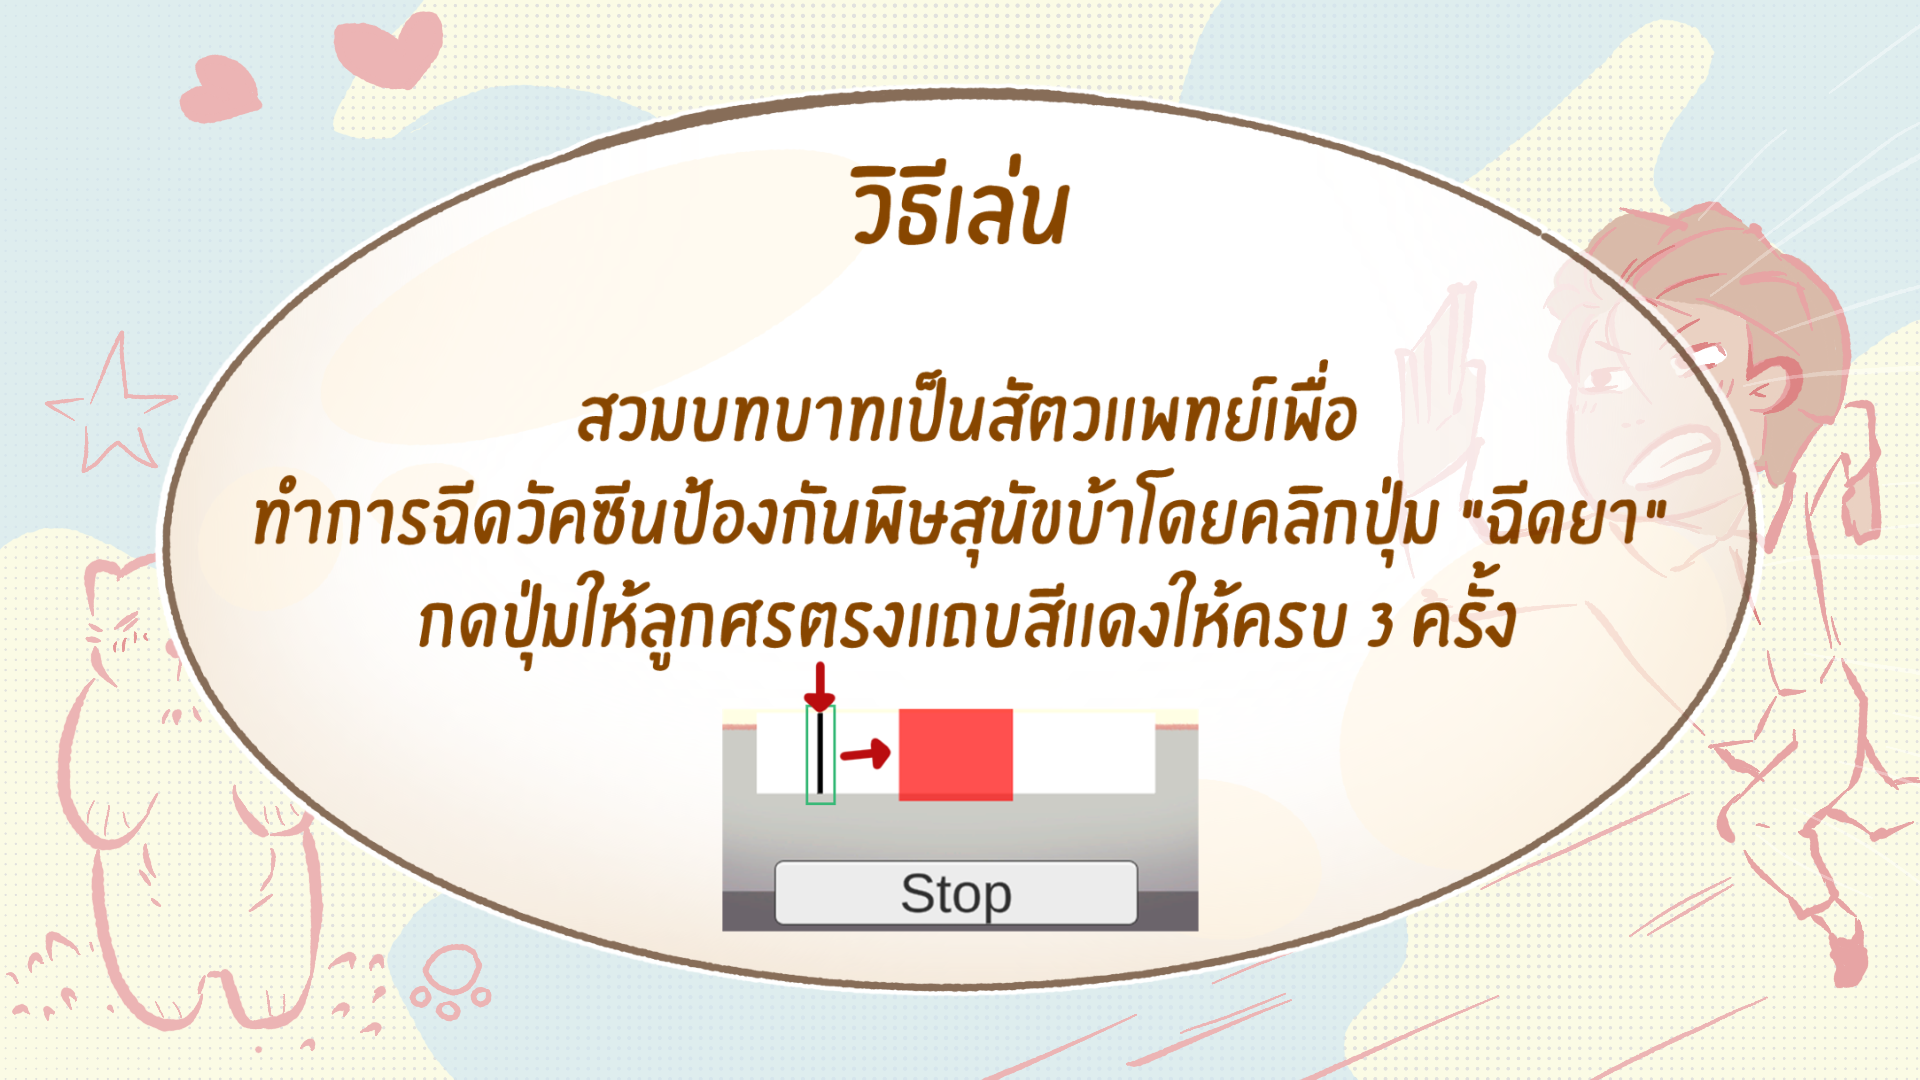 วิธีเล่น
สวมบทบาทเป็นสัตวแพทย์เพื่อ
ทำการฉีดวัคซีนป้องกันพิษสุนัขบ้าโดยคลิกปุ่ม "ฉีดยา"
กดปุ่มให้ลูกศรตรงแถบสีแดงให้ครบ 3 ครั้ง
Stop